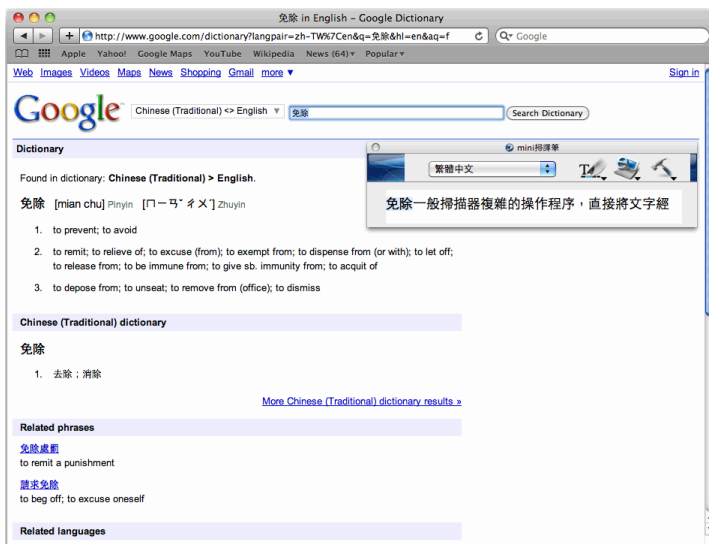 免除 in English – Google Dictionary
http://www.google.com/dictionary?langpair=zh-TW%7Cen&q=免除&hl=en&aq=f
Google
Apple Yahoo! Google Maps YouTube Wikipedia News (64) Popular
Web Images Videos Maps News Shopping Gmail more ▼ Sign in
Google Chinese (Traditional) <> English ▼ 免除 Search Dictionary
Dictionary
mini掃譯筆
繁體中文
免除一般掃描器複雜的操作程序，直接將文字經
Found in dictionary: Chinese (Traditional) > English.
免除 [mian chu] Pinyin [ㄇㄧㄢˇ ㄔㄨˊ] Zhuyin
1. to prevent; to avoid
2. to remit; to relieve of; to excuse (from); to exempt from; to dispense from (or with); to let off;
to release from; to be immune from; to give sb. immunity from; to acquit of
3. to depose from; to unseat; to remove from (office); to dismiss
Chinese (Traditional) dictionary
免除
1. 去除；消除
More Chinese (Traditional) dictionary results »
Related phrases
免除處罰
to remit a punishment
請求免除
to beg off; to excuse oneself
Related languages